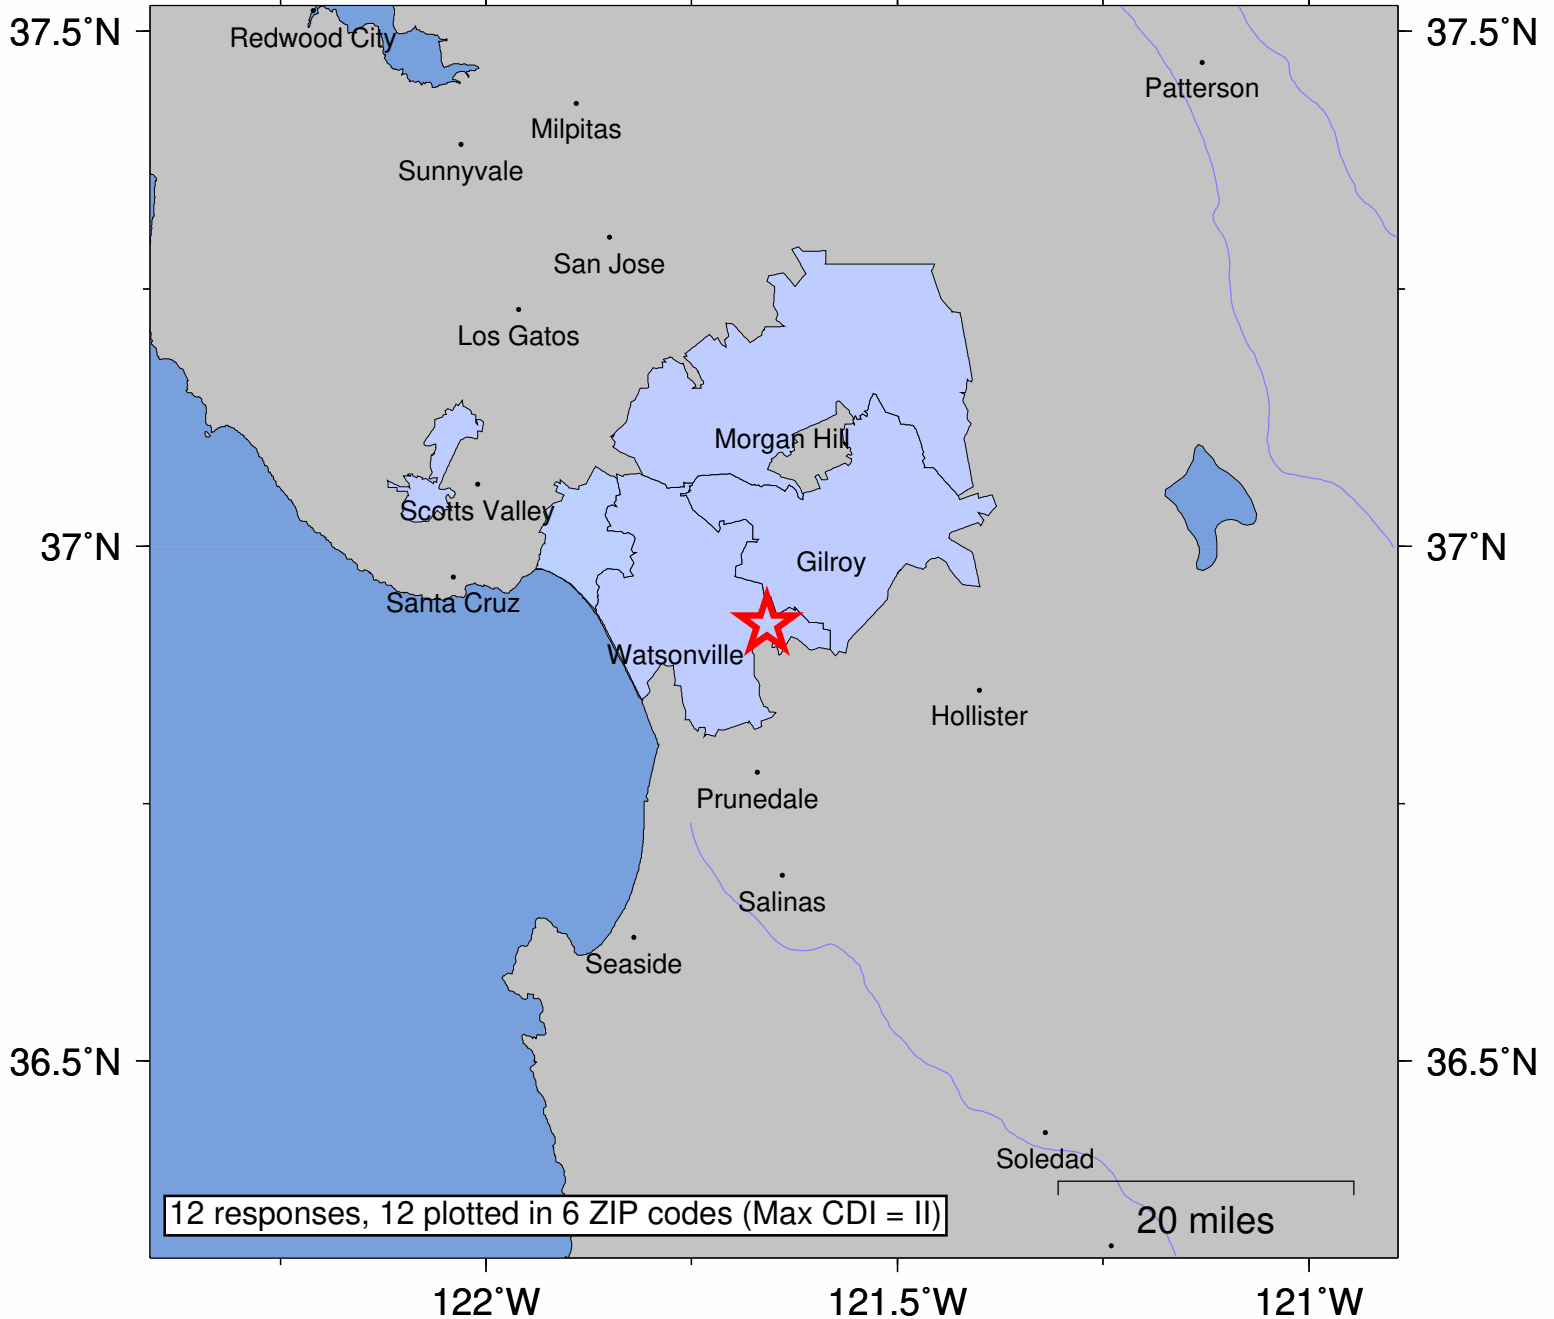 37.5°N
37.5°N
Redwood City
Patterson
Milpitas
Sunnyvale
San Jose
Los Gatos
Morgan Hill
Scotts Valley
37°N
37°N
Gilroy
Santa Cruz
Watsonville
Hollister
Prunedale
Salinas
Seaside
36.5°N
36.5°N
Soledad
12 responses, 12 plotted in 6 ZIP codes (Max CDI = II)
20 miles
122°W
121.5°W
121°W